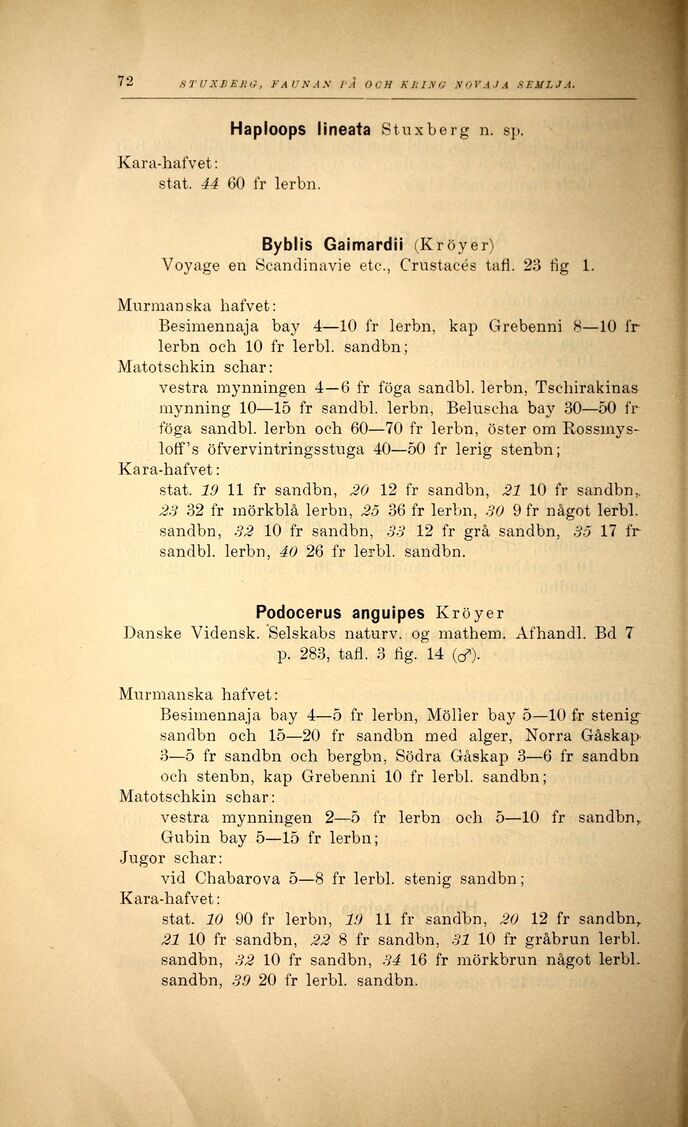 72 STUXBERG, FAUNAN PÅ OCH KRING NOVAJA SEMLJA.
Haploops lineata Stuxberg n. sp.
Kara-hafvet:
stat. 44 60 fr lerbn.
Byblis Gaimardii (Kröyer)
Voyage en Scandinavie etc., Crustacés tafl. 23 fig 1.
Murmanska hafvet:
Besimennaja bay 4—10 fr lerbn, kap Grebenni 8—10 fr
lerbn och 10 fr lerbl. sandbn;
Matotschkin schar:
vestra mynningen 4—6 fr föga sandbl. lerbn, Tschirakinas
mynning 10—15 fr sandbl. lerbn, Beluscha bay 30—50 fr
föga sandbl. lerbn och 60—70 fr lerbn, öster om Rossmys-
loff's öfvervintringsstuga 40—50 fr lerig stenbn;
Kara-hafvet:
stat. 19 11 fr sandbn, 20 12 fr sandbn, 21 10 fr sandbn,
23 32 fr mörkblå lerbn, 25 36 fr lerbn, 30 9 fr något lerbl.
sandbn, 32 10 fr sandbn, 33 12 fr grå sandbn, 35 17 fr
sandbl. lerbn, 40 26 fr lerbl. sandbn.
Podocerus anguipes Kröyer
Danske Vidensk. Selskabs naturv. og mathem. Afhandl. Bd 7
p. 283, tafl. 3 fig. 14 (♂).
Murmanska hafvet:
Besimennaja bay 4—5 fr lerbn, Möller bay 5—10 fr stenig
sandbn och 15—20 fr sandbn med alger, Norra Gåskap
3—5 fr sandbn och bergbn, Södra Gåskap 3—6 fr sandbn
och stenbn, kap Grebenni 10 fr lerbl. sandbn;
Matotschkin schar:
vestra mynningen 2—5 fr lerbn och 5—10 fr sandbn,
Gubin bay 5—15 fr lerbn;
Jugor schar:
vid Chabarova 5—8 fr lerbl. stenig sandbn;
Kara-hafvet:
stat. 10 90 fr lerbn, 19 11 fr sandbn, 20 12 fr sandbn,
21 10 fr sandbn, 22 8 fr sandbn, 31 10 fr gråbrun lerbl.
sandbn, 32 10 fr sandbn, 34 16 fr mörkbrun något lerbl.
sandbn, 39 20 fr lerbl. sandbn.